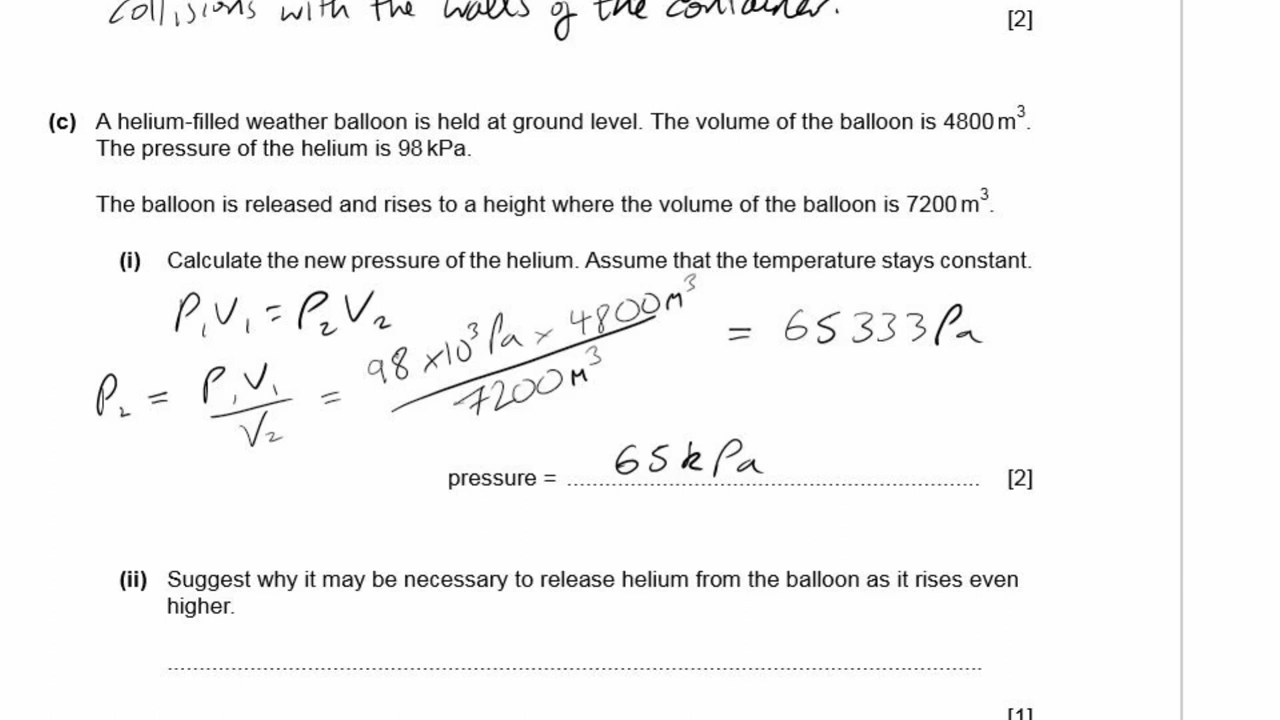 collisions with the walls of the container.
[2]
(c) A helium-filled weather balloon is held at ground level. The volume of the balloon is 4800 m³.
The pressure of the helium is 98 kPa.
The balloon is released and rises to a height where the volume of the balloon is 7200 m³.
(i) Calculate the new pressure of the helium. Assume that the temperature stays constant.
P₁V₁ = P₂V₂
P₂ = P₁V₁ / V₂ = 98 × 10³ Pa × 4800 m³ / 7200 m³ = 65333 Pa
pressure = 65 kPa [2]
(ii) Suggest why it may be necessary to release helium from the balloon as it rises even
higher.
[1]